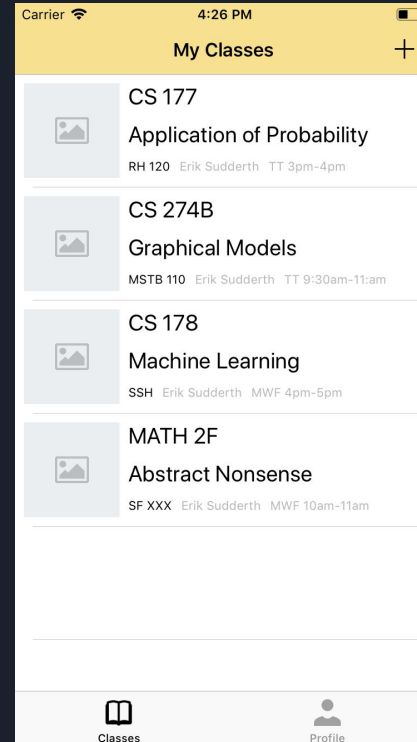 Carrier 4:26 PM
My Classes +
CS 177
Application of Probability
RH 120 Erik Sudderth TT 3pm-4pm
CS 274B
Graphical Models
MSTB 110 Erik Sudderth TT 9:30am-11:am
CS 178
Machine Learning
SSH Erik Sudderth MWF 4pm-5pm
MATH 2F
Abstract Nonsense
SF XXX Erik Sudderth MWF 10am-11am
Classes Profile